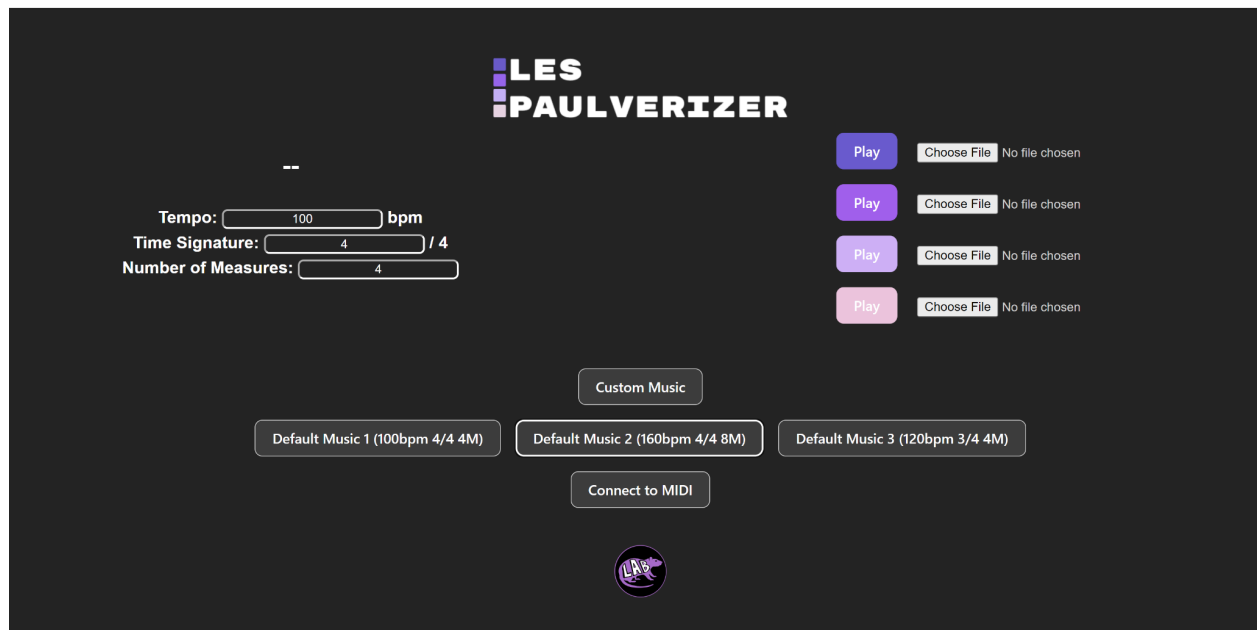 LES
PAULVERIZER
--
Tempo: 100 bpm
Time Signature: 4 / 4
Number of Measures: 4
Play Choose File No file chosen
Play Choose File No file chosen
Play Choose File No file chosen
Play Choose File No file chosen
Custom Music
Default Music 1 (100bpm 4/4 4M) Default Music 2 (160bpm 4/4 8M) Default Music 3 (120bpm 3/4 4M)
Connect to MIDI
LAB